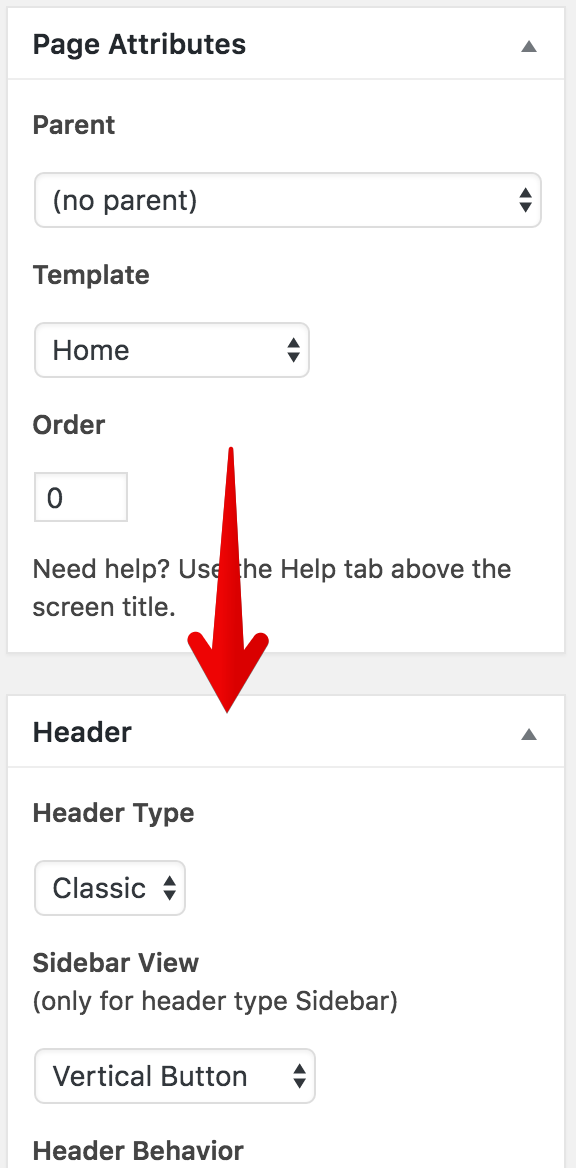 Page Attributes
Parent
(no parent)
Template
Home
Order
0
Need help? Use the Help tab above the
screen title.
Header
Header Type
Classic
Sidebar View
(only for header type Sidebar)
Vertical Button
Header Behavior